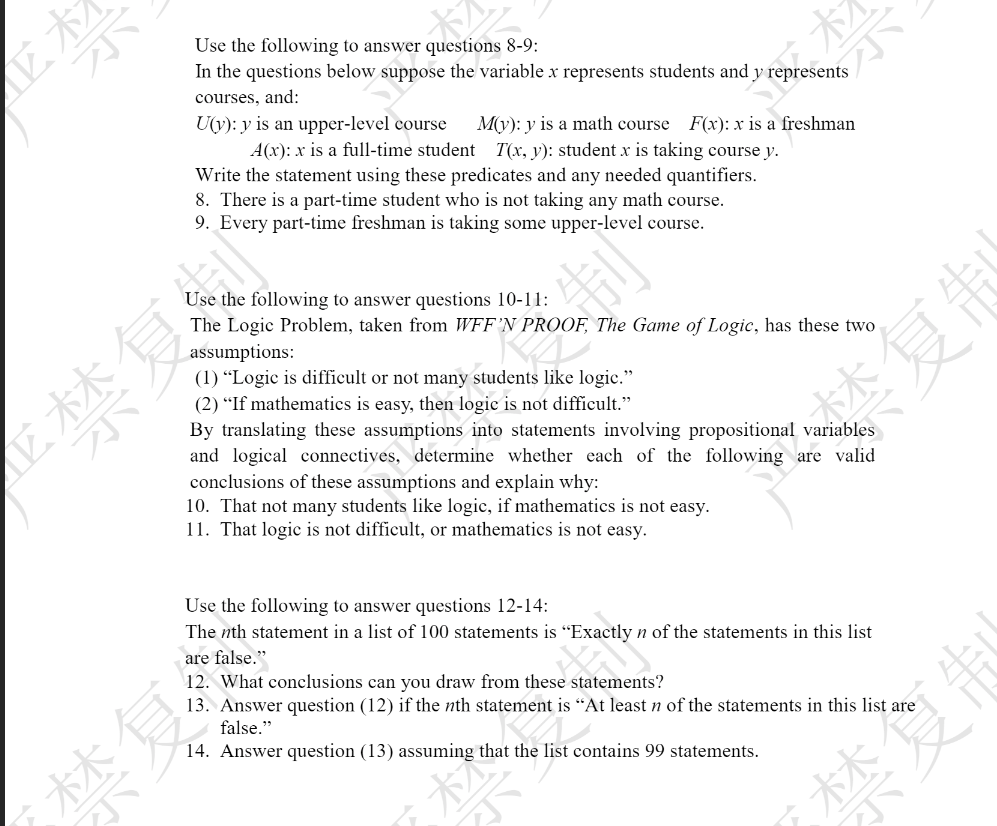 Use the following to answer questions 8-9:
In the questions below suppose the variable x represents students and y represents
courses, and:
U(y): y is an upper-level course M(y): y is a math course F(x): x is a freshman
A(x): x is a full-time student T(x, y): student x is taking course y.
Write the statement using these predicates and any needed quantifiers.
8. There is a part-time student who is not taking any math course.
9. Every part-time freshman is taking some upper-level course.
Use the following to answer questions 10-11:
The Logic Problem, taken from WFF’N PROOF, The Game of Logic, has these two
assumptions:
(1) “Logic is difficult or not many students like logic.”
(2) “If mathematics is easy, then logic is not difficult.”
By translating these assumptions into statements involving propositional variables
and logical connectives, determine whether each of the following are valid
conclusions of these assumptions and explain why:
10. That not many students like logic, if mathematics is not easy.
11. That logic is not difficult, or mathematics is not easy.
Use the following to answer questions 12-14:
The nth statement in a list of 100 statements is “Exactly n of the statements in this list
are false.”
12. What conclusions can you draw from these statements?
13. Answer question (12) if the nth statement is “At least n of the statements in this list are
false.”
14. Answer question (13) assuming that the list contains 99 statements.
严禁复制
严禁复制
严禁复制